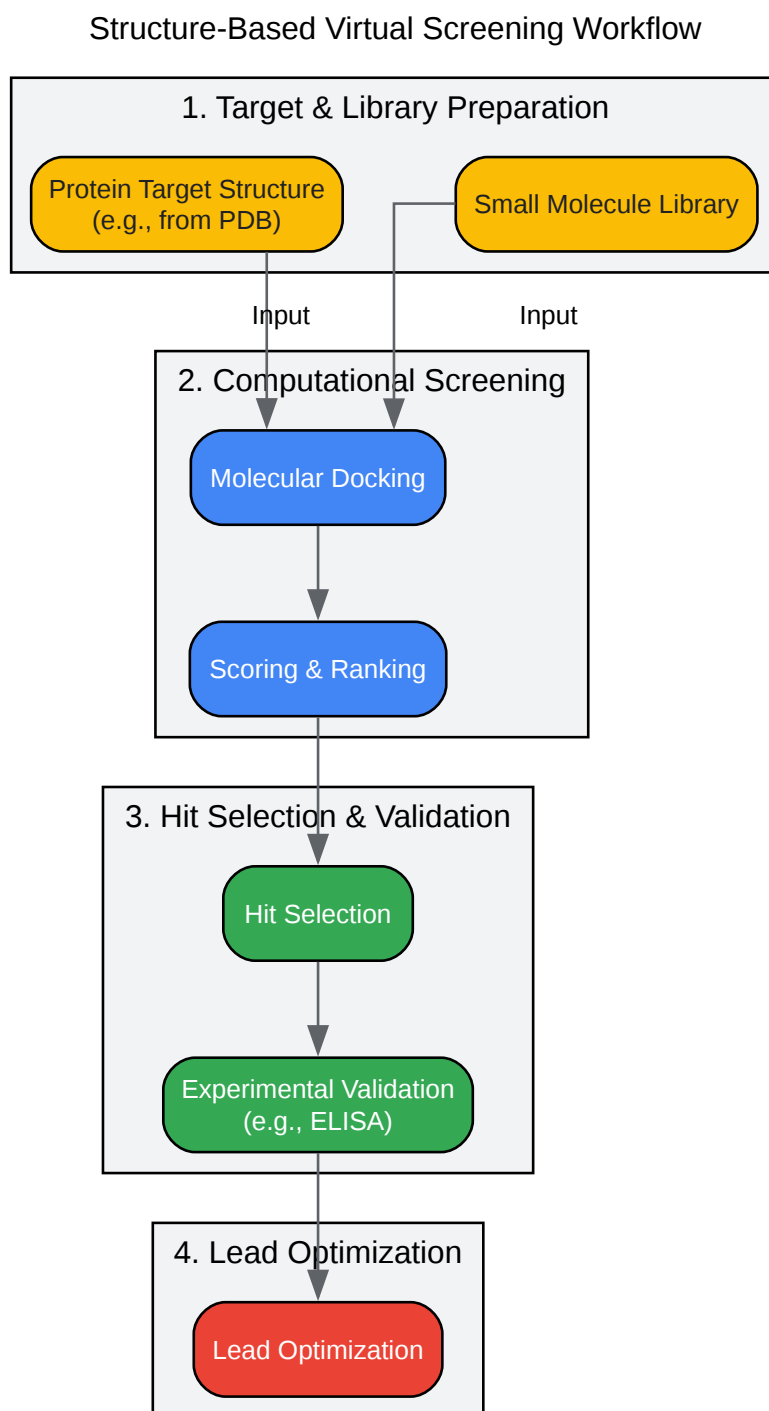 Structure-Based Virtual Screening Workflow
1. Target & Library Preparation
Protein Target Structure
(e.g., from PDB)
Small Molecule Library
Input
Input
2. Computational Screening
Molecular Docking
Scoring & Ranking
3. Hit Selection & Validation
Hit Selection
Experimental Validation
(e.g., ELISA)
4. Lead Optimization
Lead Optimization